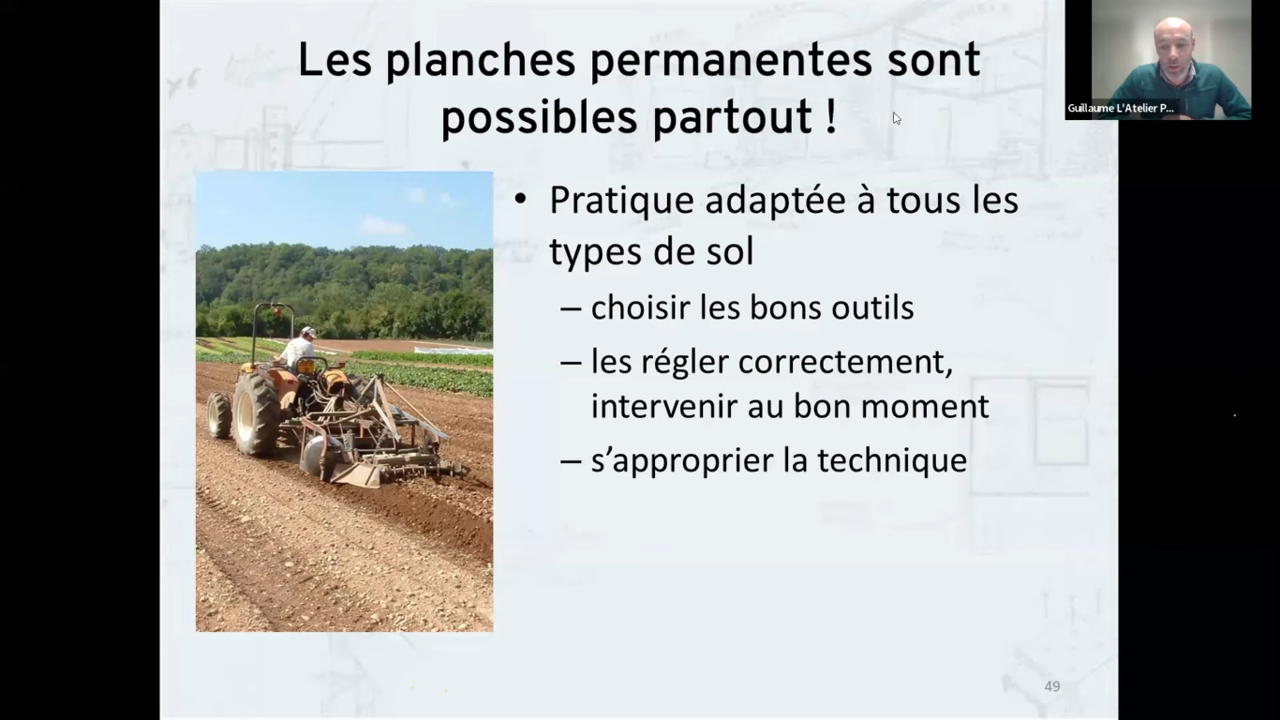 Les planches permanentes sont
possibles partout !
Guillaume L'Atelier P...
• Pratique adaptée à tous les
types de sol
– choisir les bons outils
– les régler correctement,
intervenir au bon moment
– s'approprier la technique
49